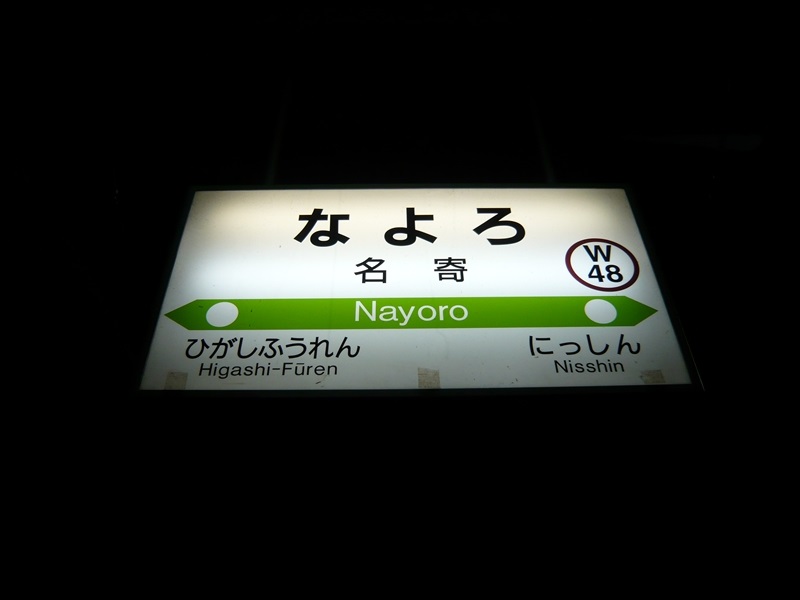 なよろ
名寄
W
48
Nayoro
ひがしふうれん
Higashi-Fūren
にっしん
Nisshin